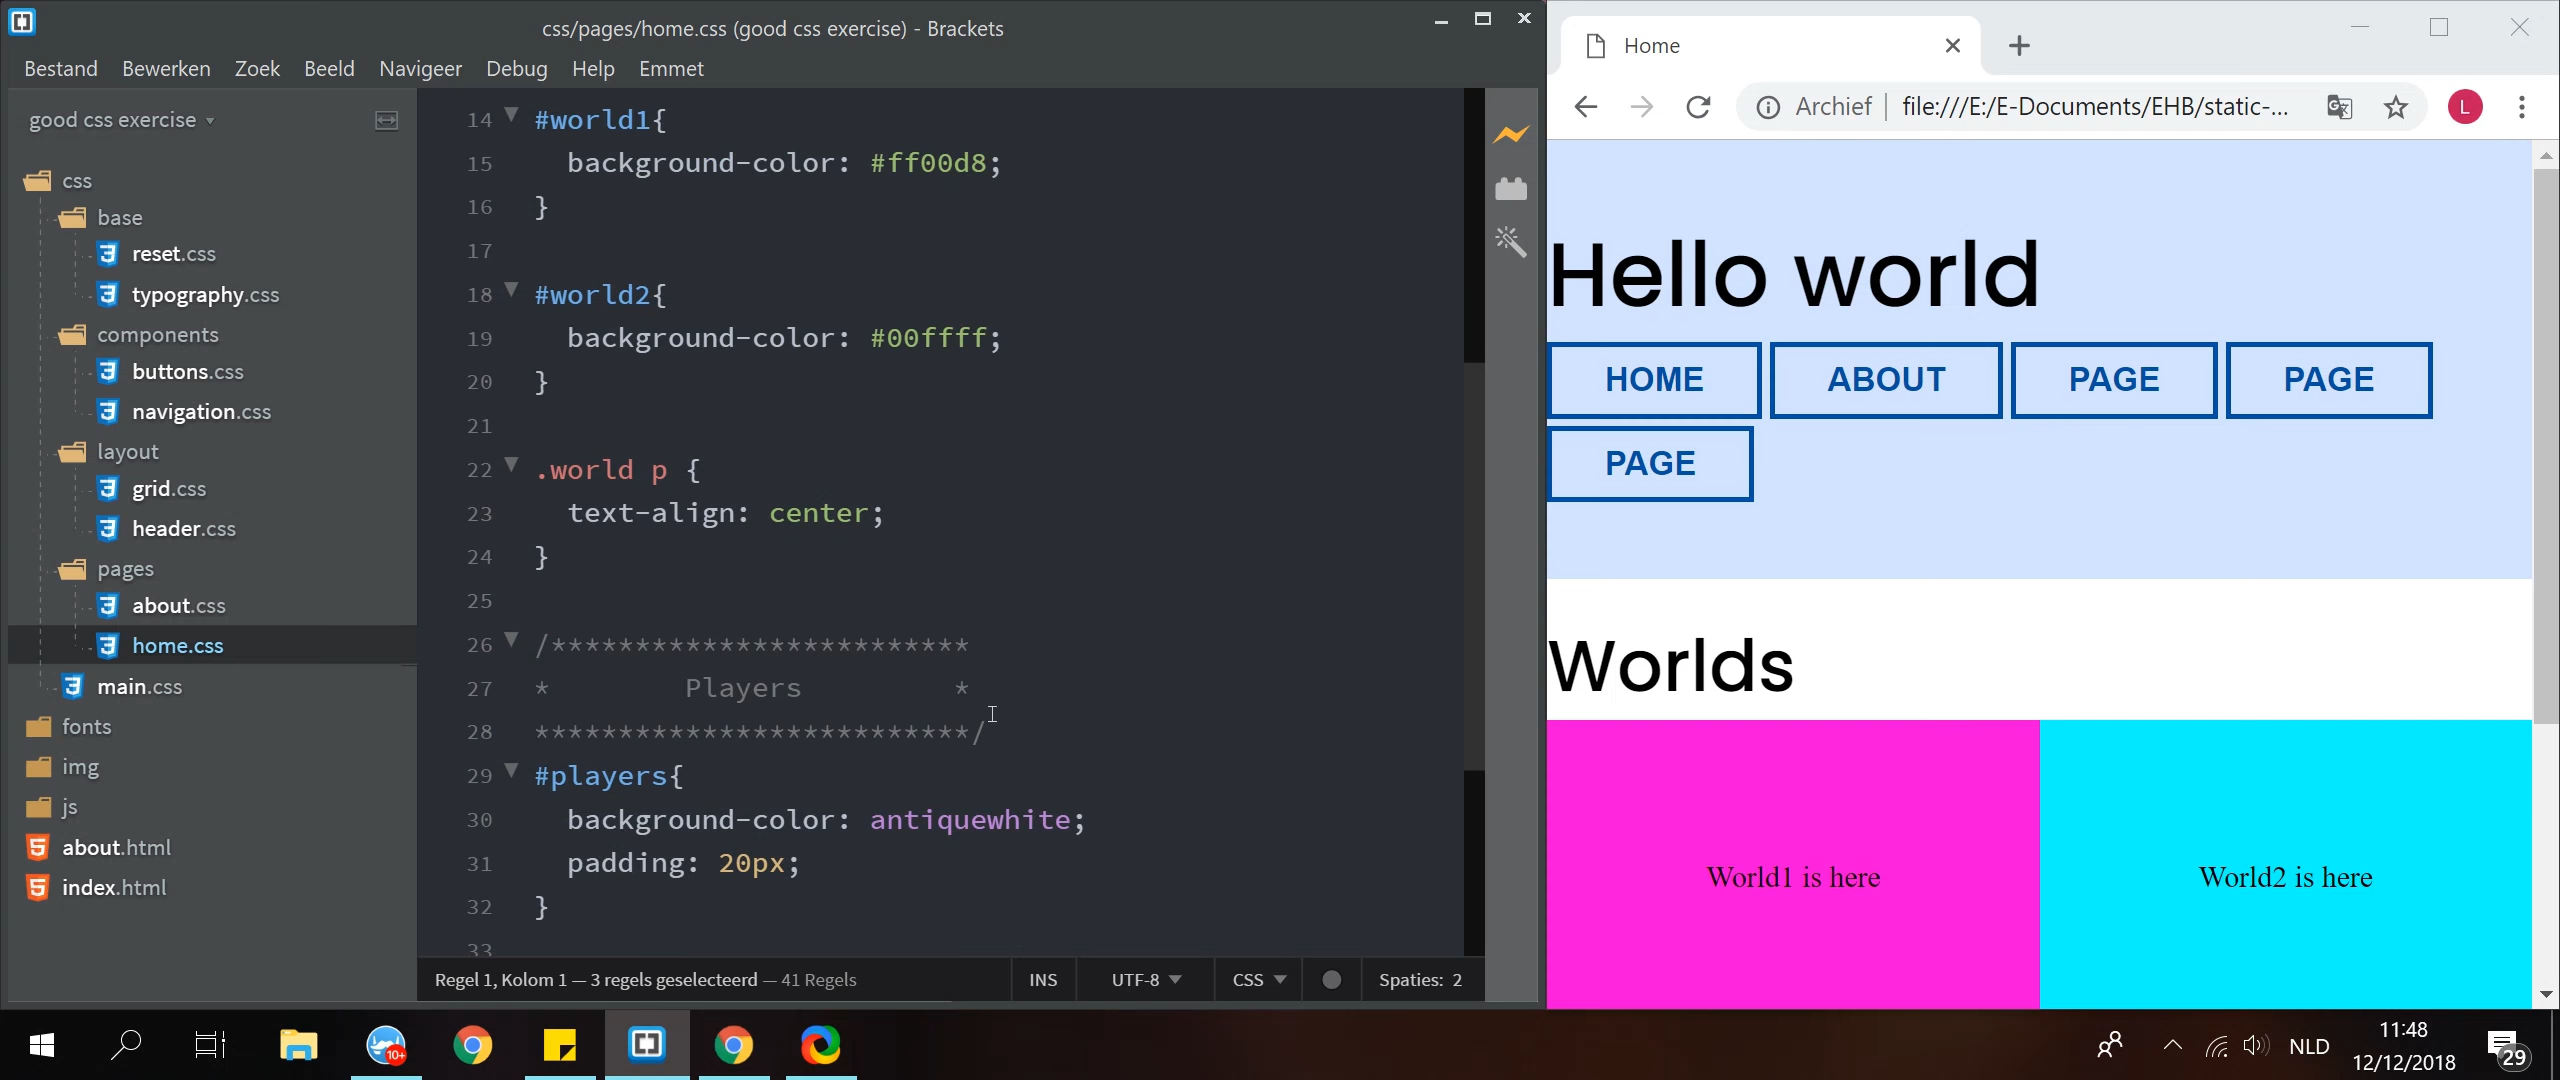 css/pages/home.css (good css exercise) - Brackets
Bestand Bewerken Zoek Beeld Navigeer Debug Help Emmet
good css exercise
css
base
reset.css
typography.css
components
buttons.css
navigation.css
layout
grid.css
header.css
pages
about.css
home.css
main.css
fonts
img
js
about.html
index.html
14 #world1{
15 background-color: #ff00d8;
16 }
17
18 #world2{
19 background-color: #00ffff;
20 }
21
22 .world p {
23 text-align: center;
24 }
25
26 /*************************
27 * Players *
28 **************************/
29 #players{
30 background-color: antiquewhite;
31 padding: 20px;
32 }
33
Regel 1, Kolom 1 — 3 regels geselecteerd — 41 Regels INS UTF-8 CSS Spaties: 2
Home
Archief file:///E:/E-Documents/EHB/static-... L
Hello world
HOME ABOUT PAGE PAGE
PAGE
Worlds
World1 is here World2 is here
10+
NLD
11:48
12/12/2018
29